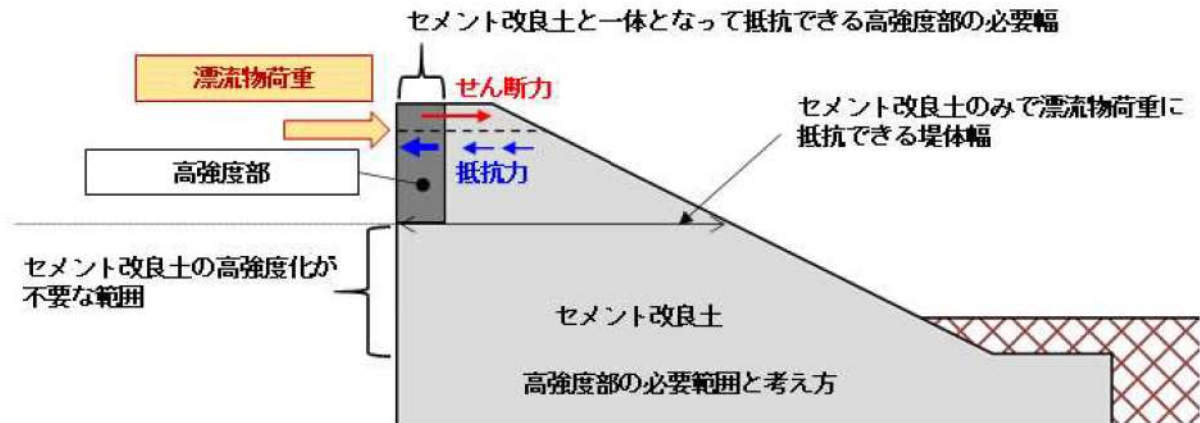 セメント改良土と一体となって抵抗できる高強度部の必要幅
漂流物荷重
せん断力
セメント改良土のみで漂流物荷重に
抵抗できる堤体幅
高強度部
抵抗力
セメント改良土の高強度化が
不要な範囲
セメント改良土
高強度部の必要範囲と考え方